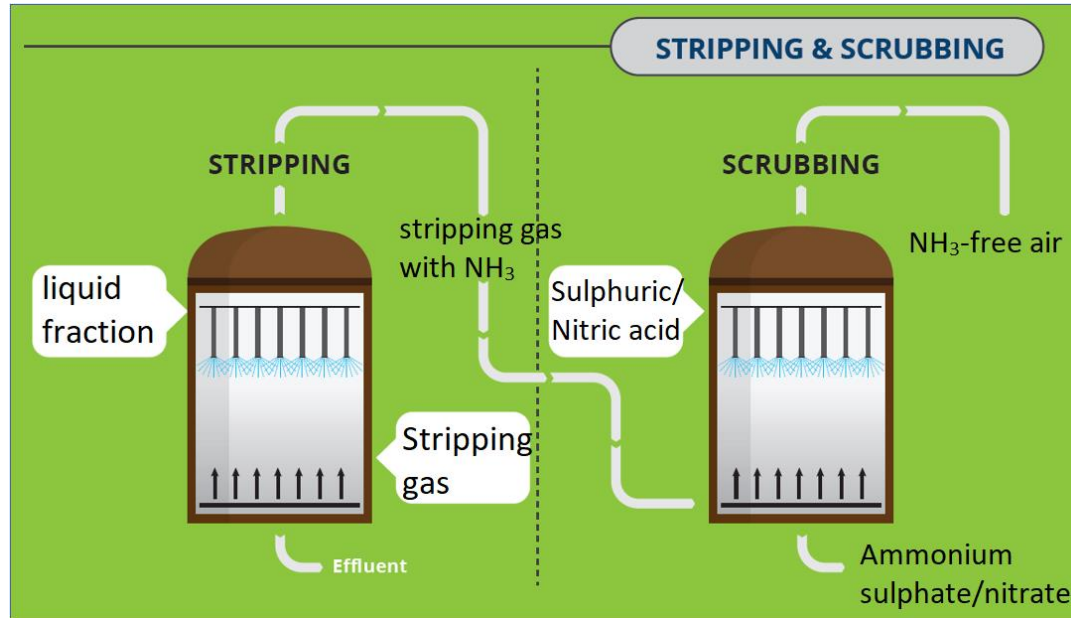 STRIPPING & SCRUBBING
STRIPPING
SCRUBBING
stripping gas
with NH₃
NH₃-free air
liquid
fraction
Sulphuric/
Nitric acid
Stripping
gas
Effluent
Ammonium
sulphate/nitrate